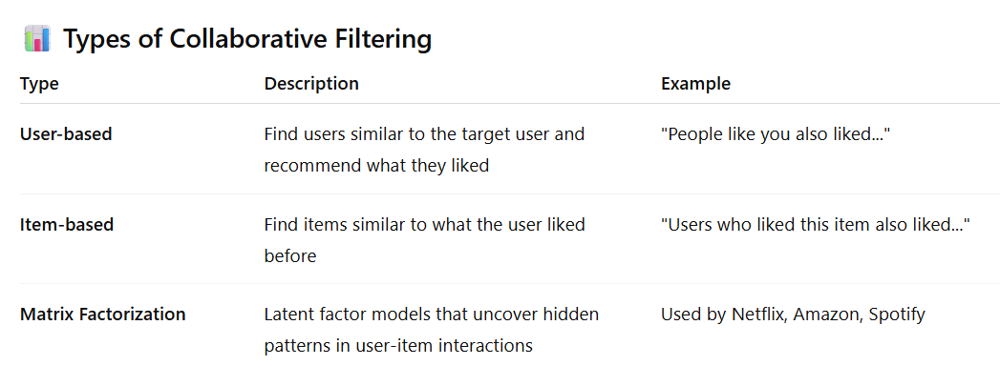 Types of Collaborative Filtering
Type Description Example
User-based Find users similar to the target user and "People like you also liked..."
recommend what they liked
Item-based Find items similar to what the user liked "Users who liked this item also liked..."
before
Matrix Factorization Latent factor models that uncover hidden Used by Netflix, Amazon, Spotify
patterns in user-item interactions